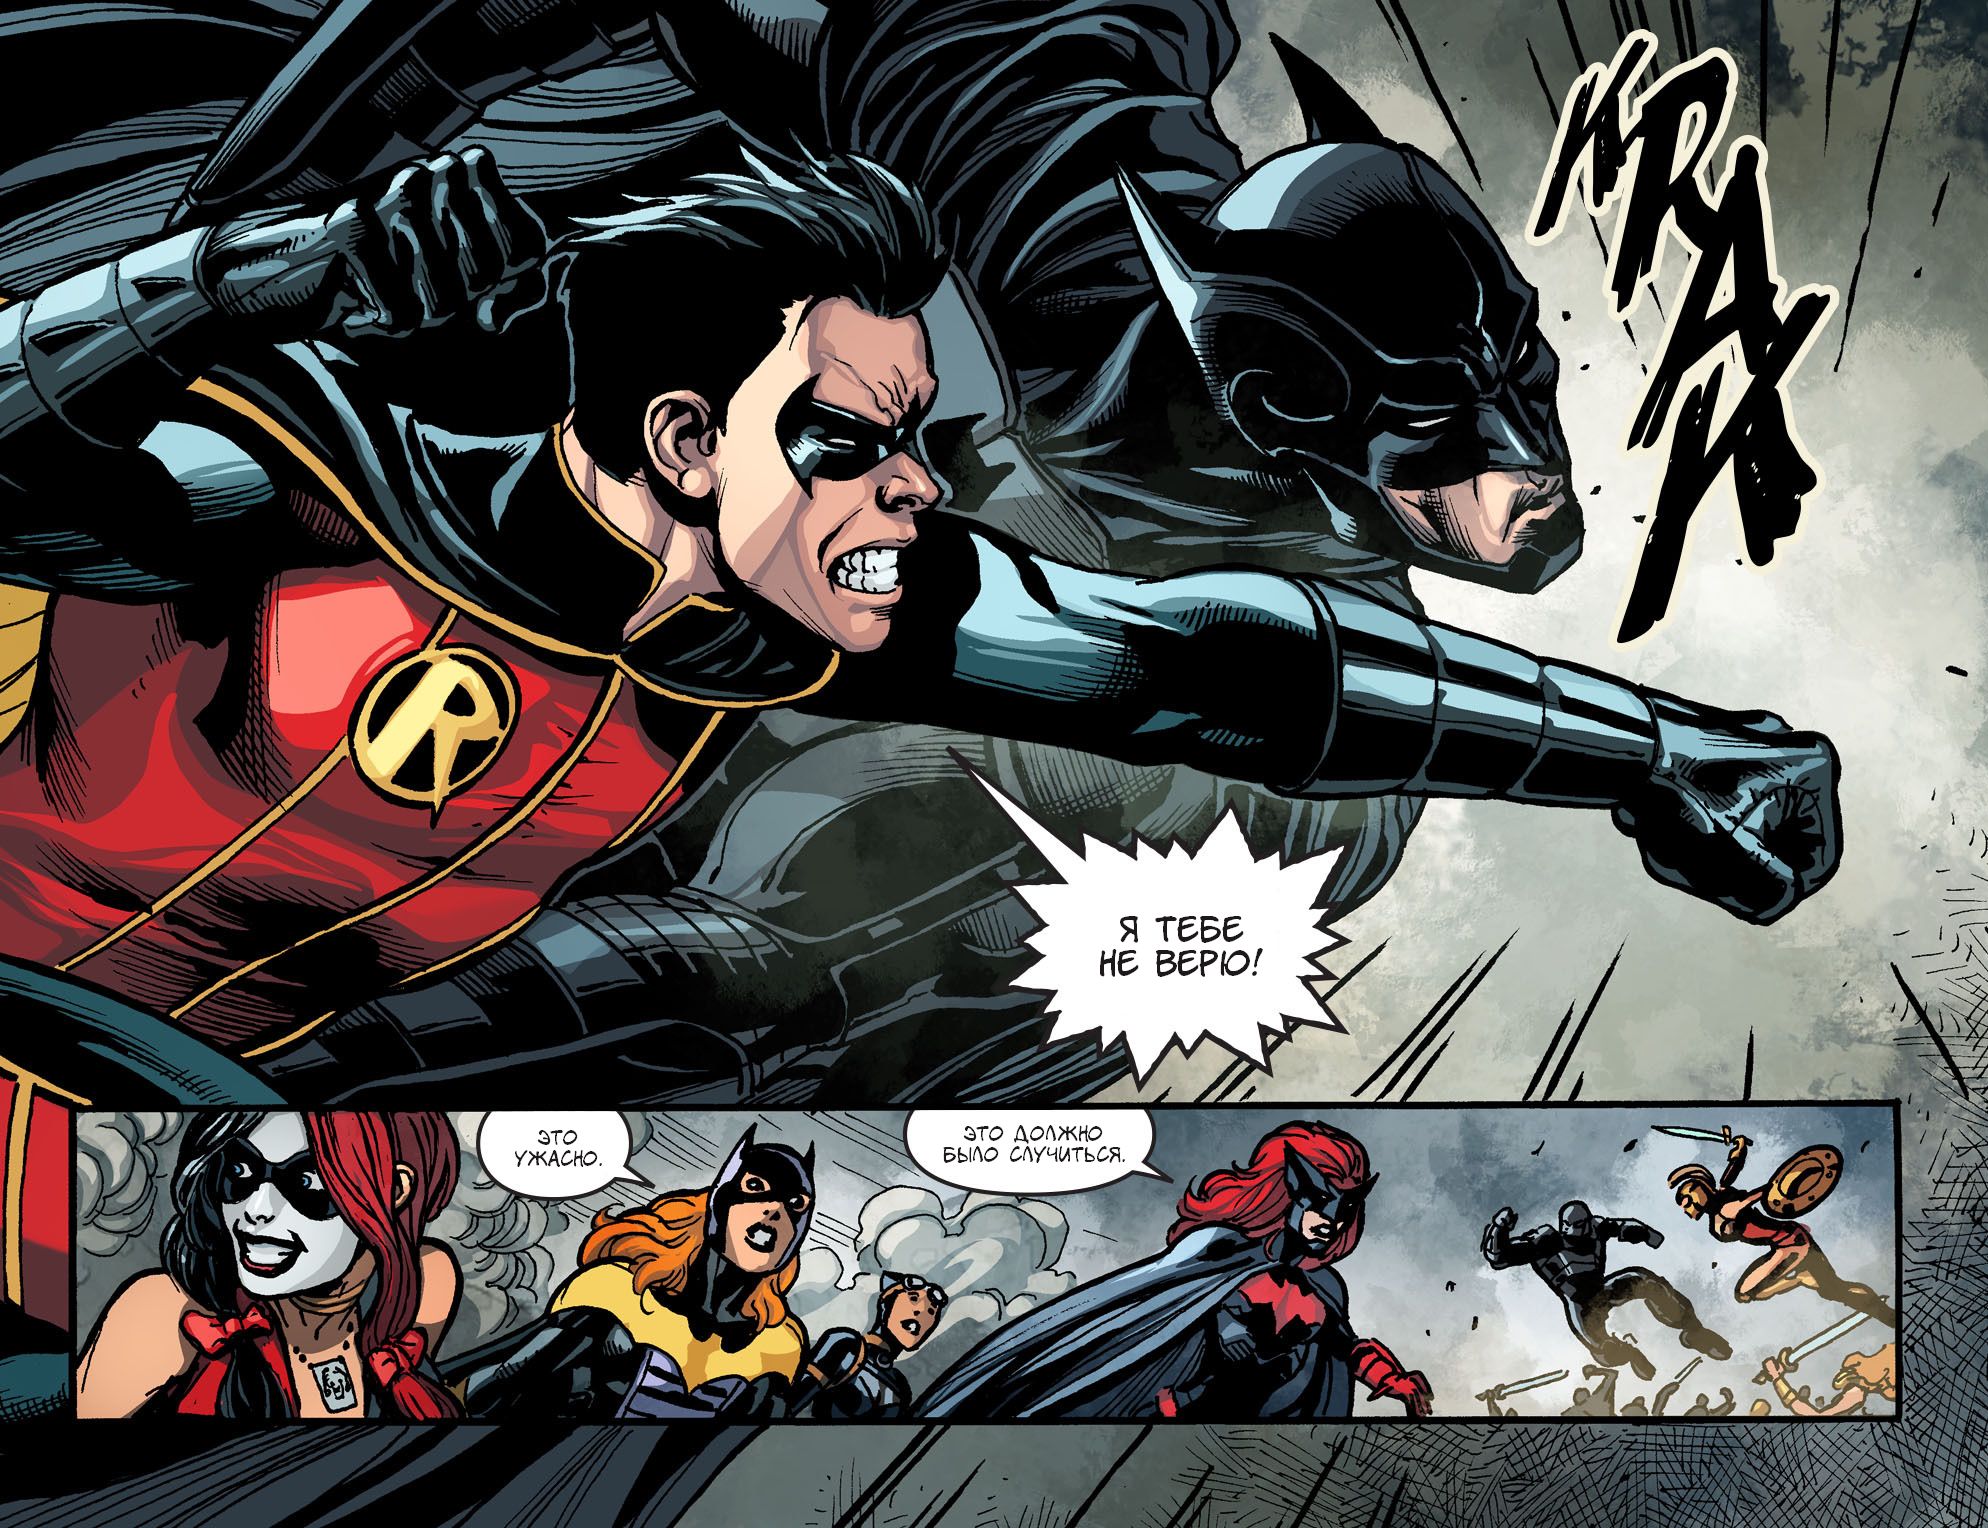 KRAK
R
Я ТЕБЕ
НЕ ВЕРЮ!
ЭТО
УЖАСНО.
ЭТО ДОЛЖНО
БЫЛО СЛУЧИТЬСЯ.